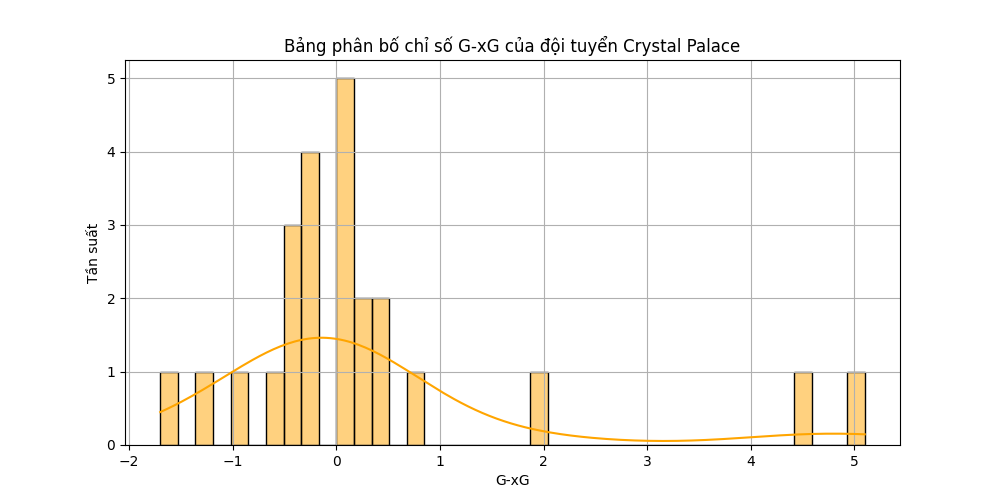 Bảng phân bố chỉ số G-xG của đội tuyển Crystal Palace
5
4
3
2
1
0
Tần suất
−2 −1 0 1 2 3 4 5
G-xG